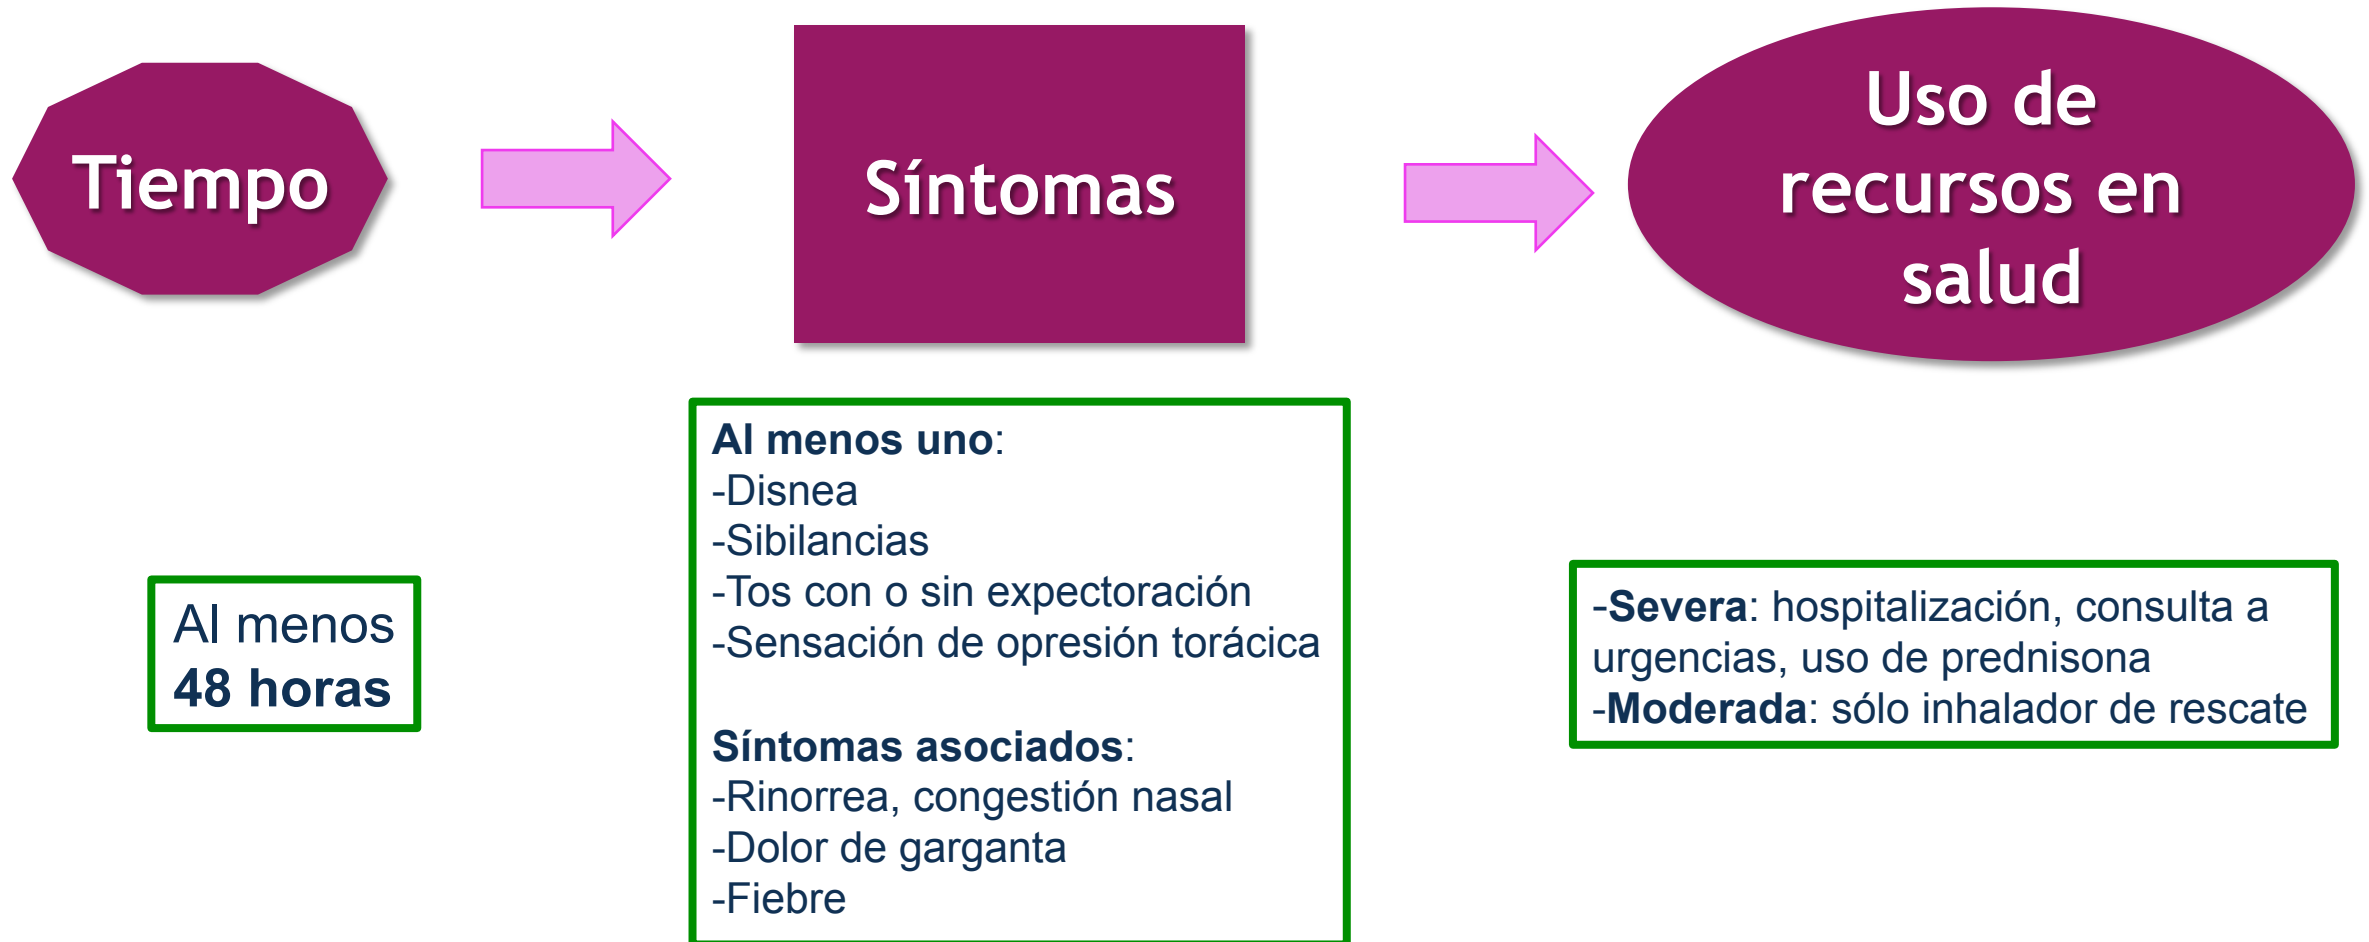 Tiempo
Síntomas
Uso de
recursos en
salud
Al menos
48 horas
Al menos uno:
-Disnea
-Sibilancias
-Tos con o sin expectoración
-Sensación de opresión torácica
Síntomas asociados:
-Rinorrea, congestión nasal
-Dolor de garganta
-Fiebre
-Severa: hospitalización, consulta a
urgencias, uso de prednisona
-Moderada: sólo inhalador de rescate